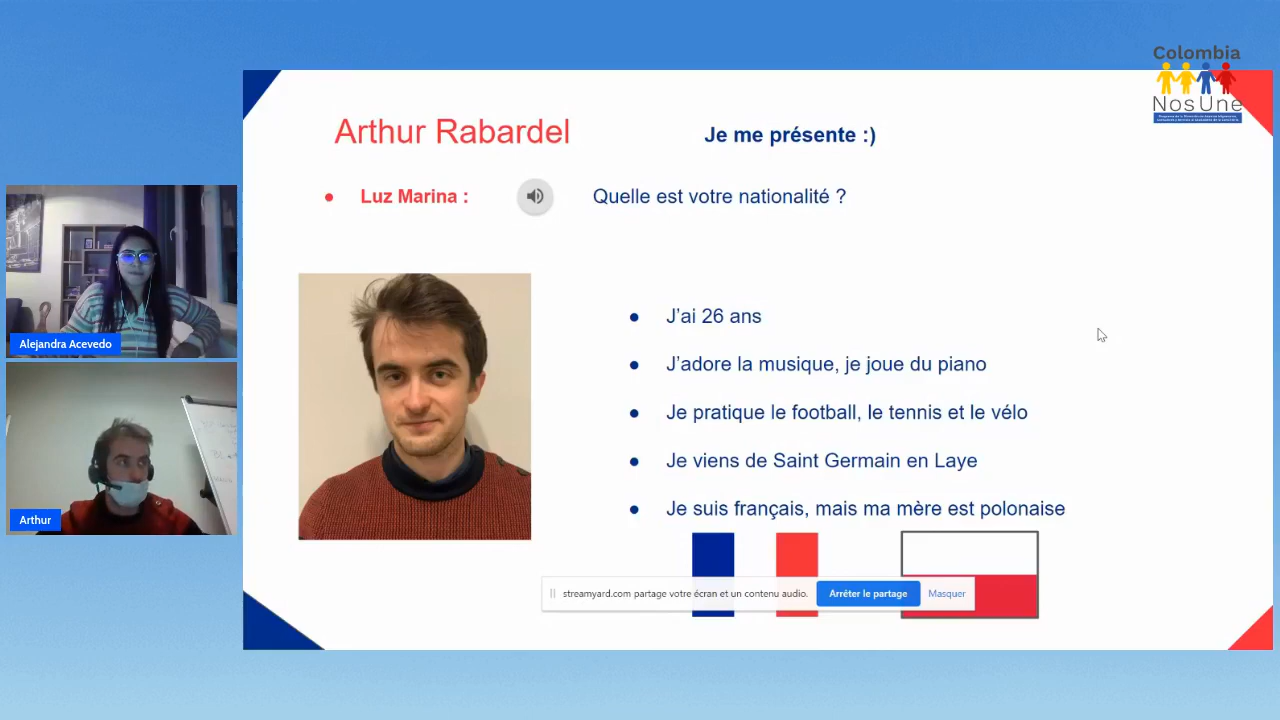 Colombia
NosUne
Arthur Rabardel
Je me présente :)
Luz Marina :
Quelle est votre nationalité ?
J'ai 26 ans
J'adore la musique, je joue du piano
Je pratique le football, le tennis et le vélo
Je viens de Saint Germain en Laye
Je suis français, mais ma mère est polonaise
streamyard.com partage votre écran et un contenu audio.
Arrêter le partage
Masquer
Alejandra Acevedo
Arthur